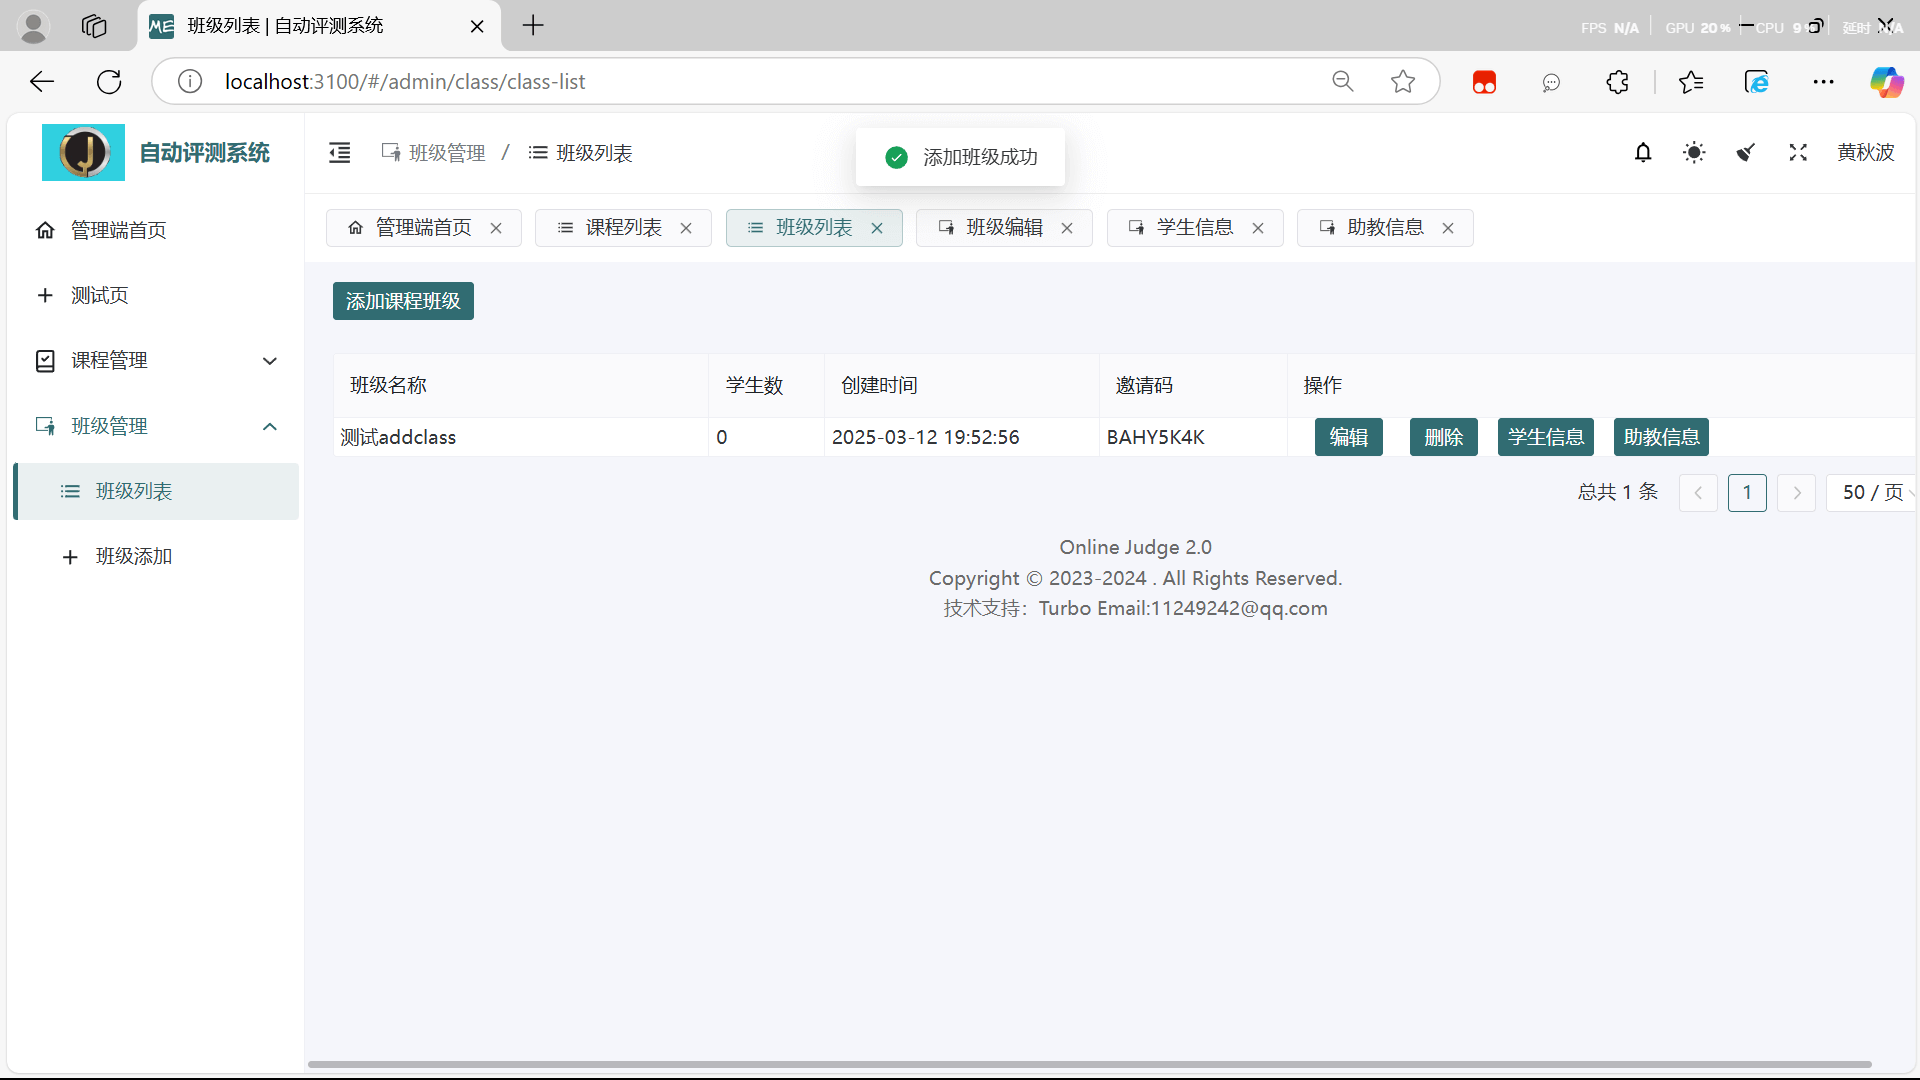 班级列表 | 自动评测系统
FPS N/A GPU 20% CPU 9 延时
localhost:3100/#/admin/class/class-list
自动评测系统
班级管理 / 班级列表
添加班级成功
黄秋波
管理端首页
课程列表
班级列表
班级编辑
学生信息
助教信息
管理端首页
测试页
课程管理
班级管理
班级列表
班级添加
添加课程班级
班级名称 学生数 创建时间 邀请码 操作
测试addclass 0 2025-03-12 19:52:56 BAHY5K4K 编辑 删除 学生信息 助教信息
总共 1 条 1 50 / 页
Online Judge 2.0
Copyright © 2023-2024 . All Rights Reserved.
技术支持：Turbo Email:11249242@qq.com